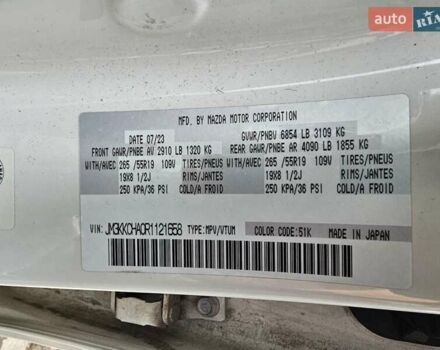 auto RIA
MFD. BY MAZDA MOTOR CORPORATION
DATE 07/23 GVWR/PNBV 6854 LB 3109 KG
FRONT GAWR/PNBE AV 2910 LB 1320 KG REAR GAWR/PNBE AR 4090 LB 1855 KG
WITH/AVEC 265 /55R19 109V TIRES/PNEUS WITH/AVEC 265 /55R19 109V TIRES/PNEUS
19X8 1/2J RIMS/JANTES 19X8 1/2J RIMS/JANTES
250 KPA/36 PSI COLD/A FROID 250 KPA/36 PSI COLD/A FROID
VIN: JM3KKCHA0R1121658 TYPE:MPV/VTUM COLOR CODE:51K MADE IN JAPAN